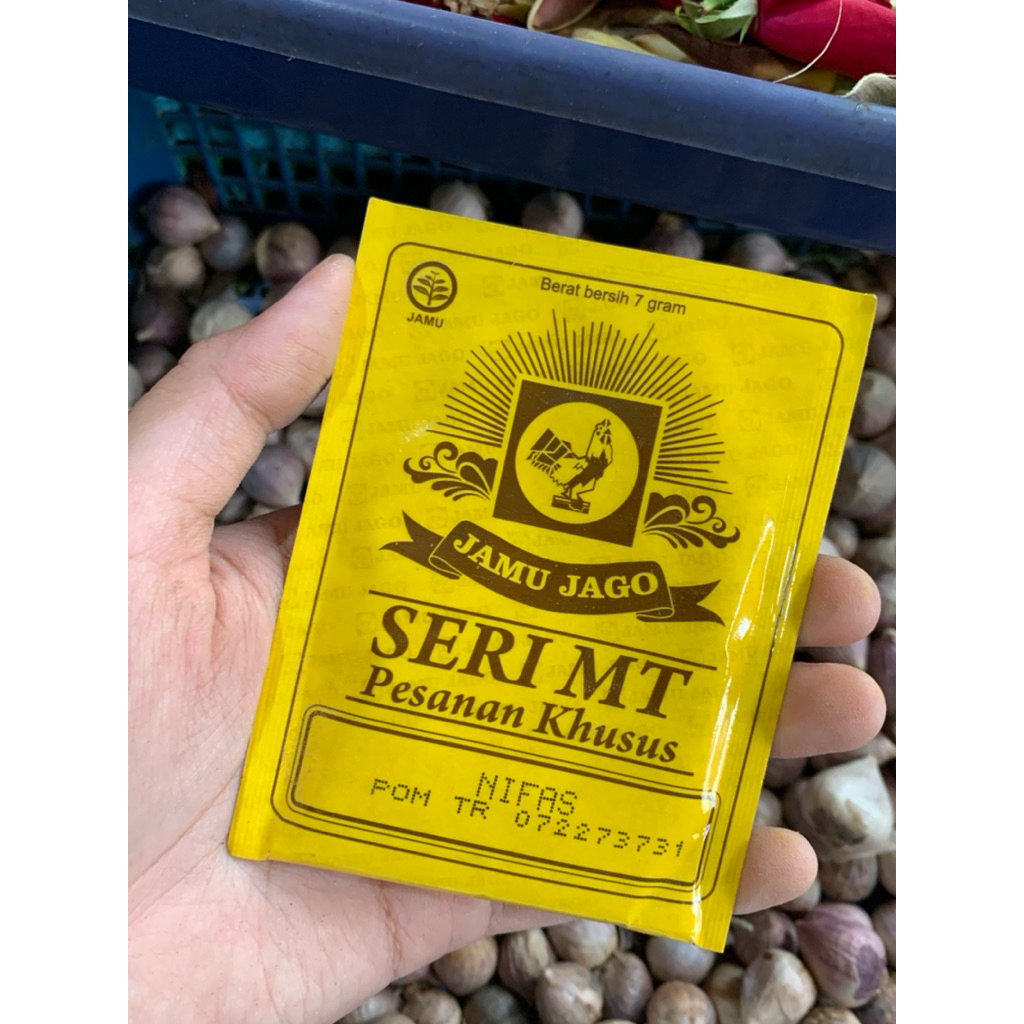 JAMU
Berat bersih 7 gram
JAMU JAGO
SERI MT
Pesanan Khusus
NIFAS
POM TR 072273731